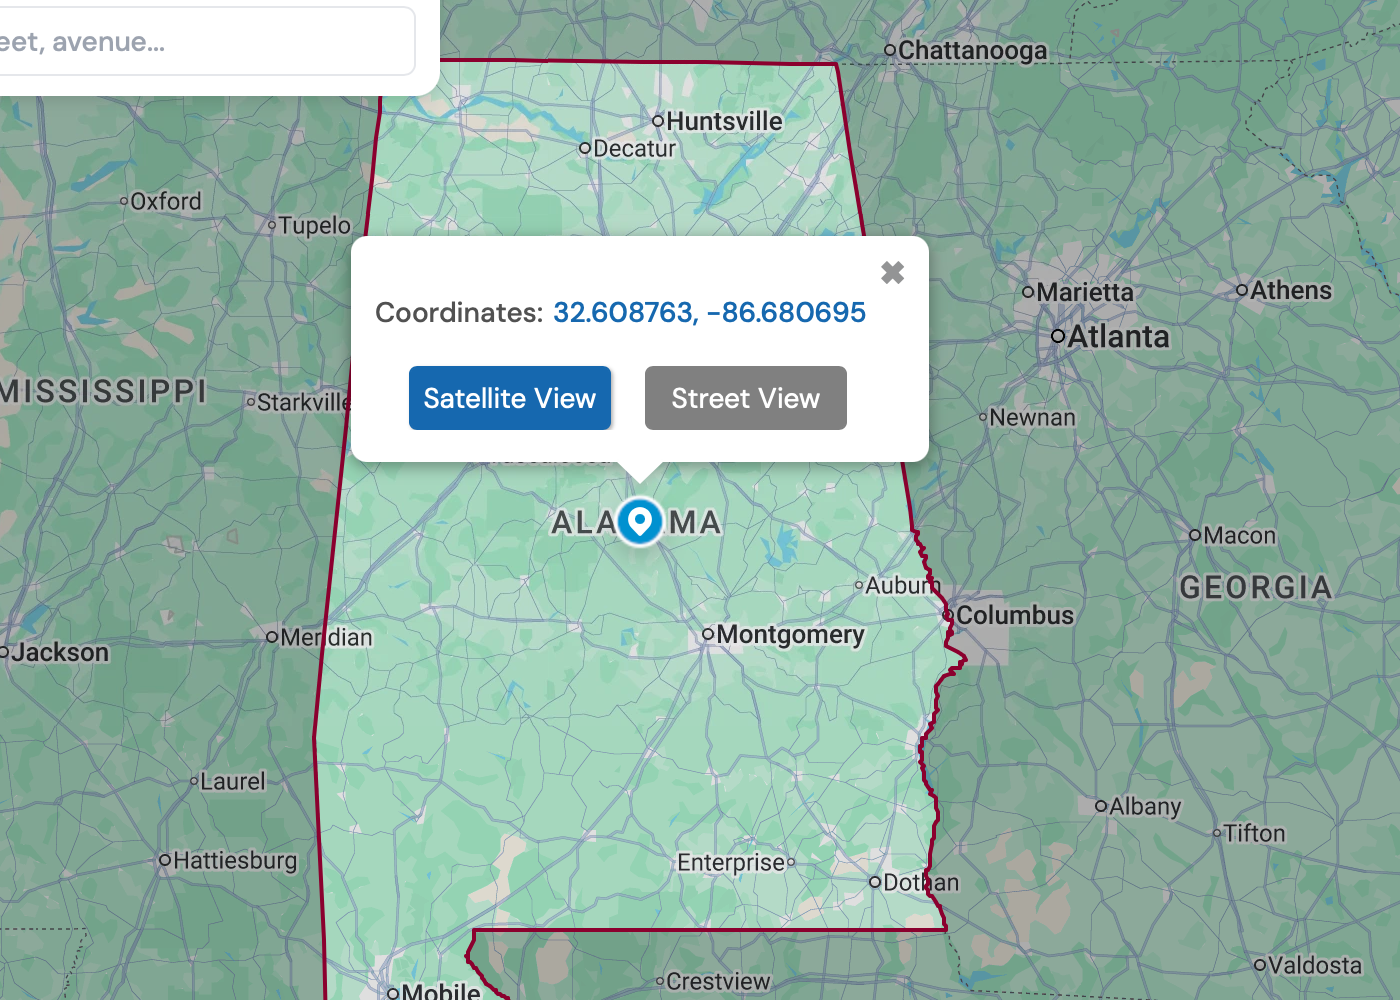 eet, avenue...
Chattanooga
Huntsville
Decatur
Oxford
Tupelo
Coordinates: 32.608763, -86.680695
Marietta
Athens
Atlanta
MISSISSIPPI
Starkville
Satellite View
Street View
Newnan
ALA MA
Macon
Auburn
GEORGIA
Columbus
Meridian
Montgomery
Jackson
Laurel
Albany
Tifton
Hattiesburg
Enterprise
Dothan
Valdosta
Crestview
Mobile